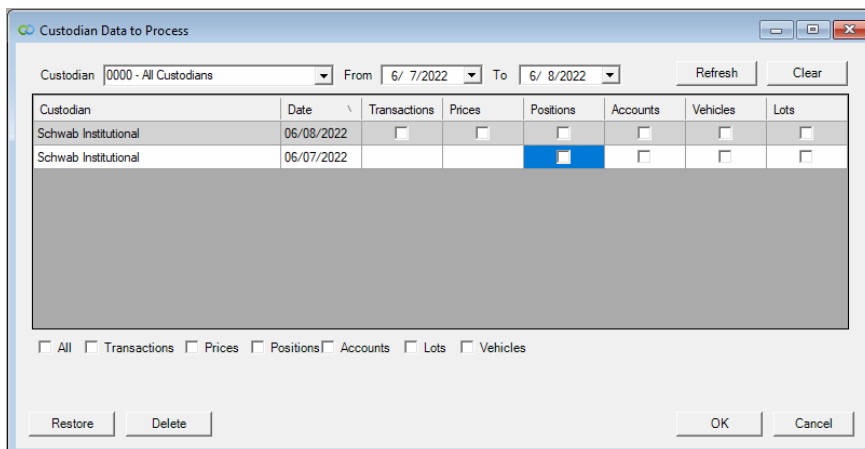 Custodian Data to Process
Custodian 0000 - All Custodians From 6/ 7/2022 To 6/ 8/2022 Refresh Clear
Custodian Date Transactions Prices Positions Accounts Vehicles Lots
Schwab Institutional 06/08/2022
Schwab Institutional 06/07/2022
All Transactions Prices Positions Accounts Lots Vehicles
Restore Delete OK Cancel